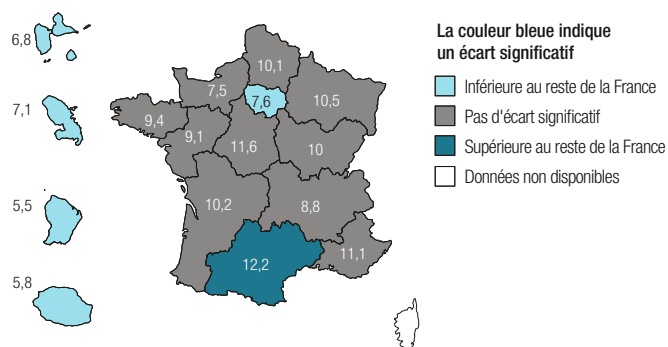 6,8
7,1
5,5
5,8
10,1
7,5
7,6
10,5
9,4
9,1
11,6
10
10,2
8,8
12,2
11,1
La couleur bleue indique
un écart significatif
Inférieure au reste de la France
Pas d'écart significatif
Supérieure au reste de la France
Données non disponibles